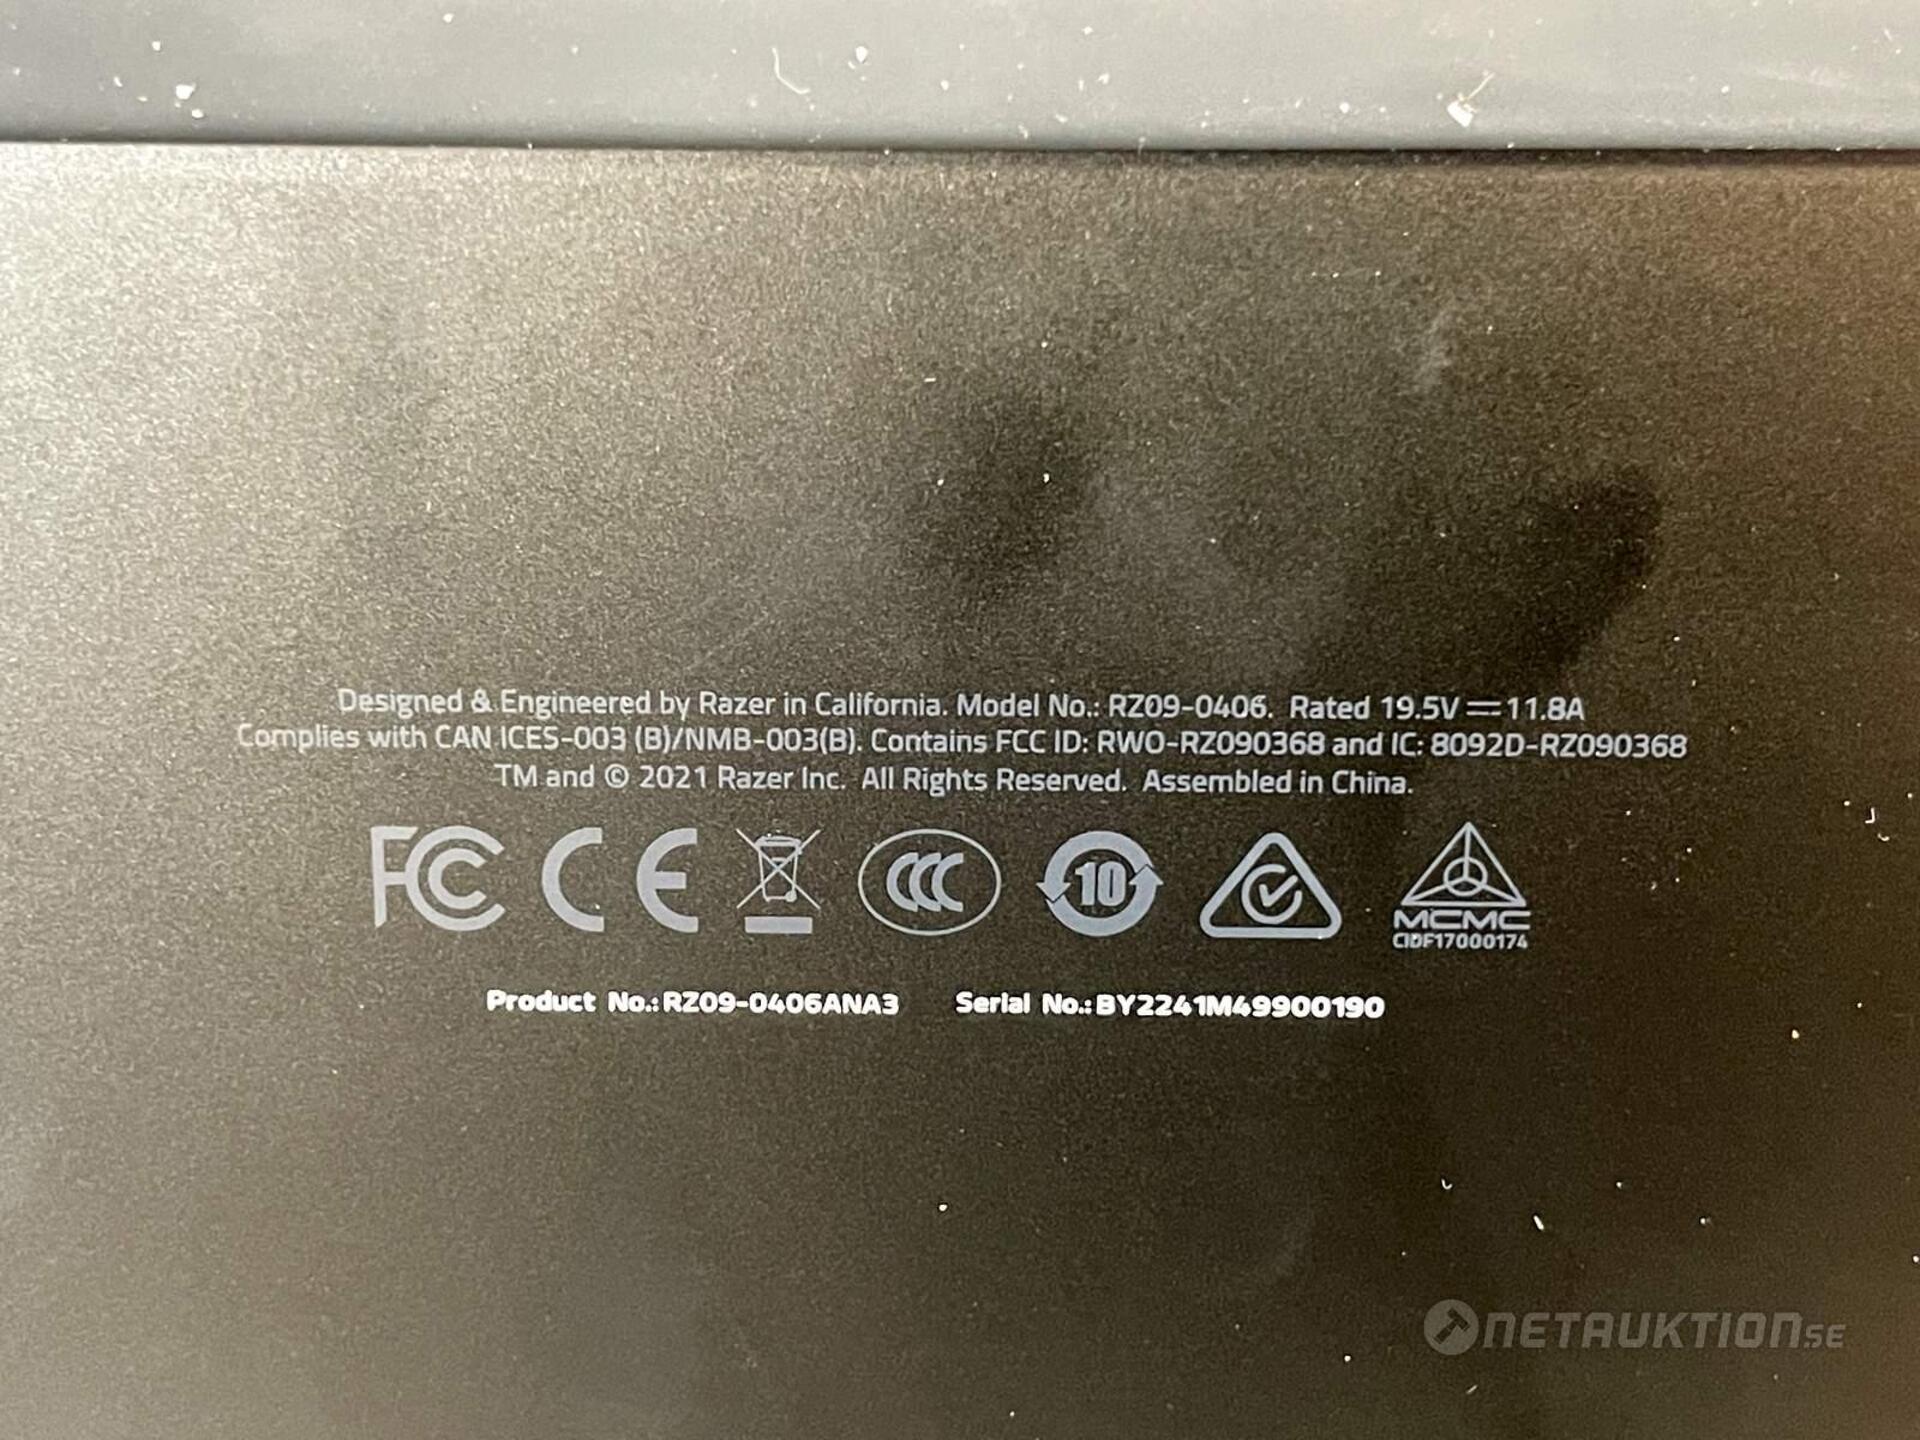 Designed & Engineered by Razer in California. Model No.: RZ09-0406. Rated 19.5V ⎓ 11.8A
Complies with CAN ICES-003 (B)/NMB-003(B). Contains FCC ID: RWO-RZ090368 and IC: 8092D-RZ090368
TM and © 2021 Razer Inc. All Rights Reserved. Assembled in China.
FC CE CCC 10 MCMC
CIDF17000174
Product No.:RZ09-0406ANA3 Serial No.:BY2241M49900190
NETAUKTION.SE